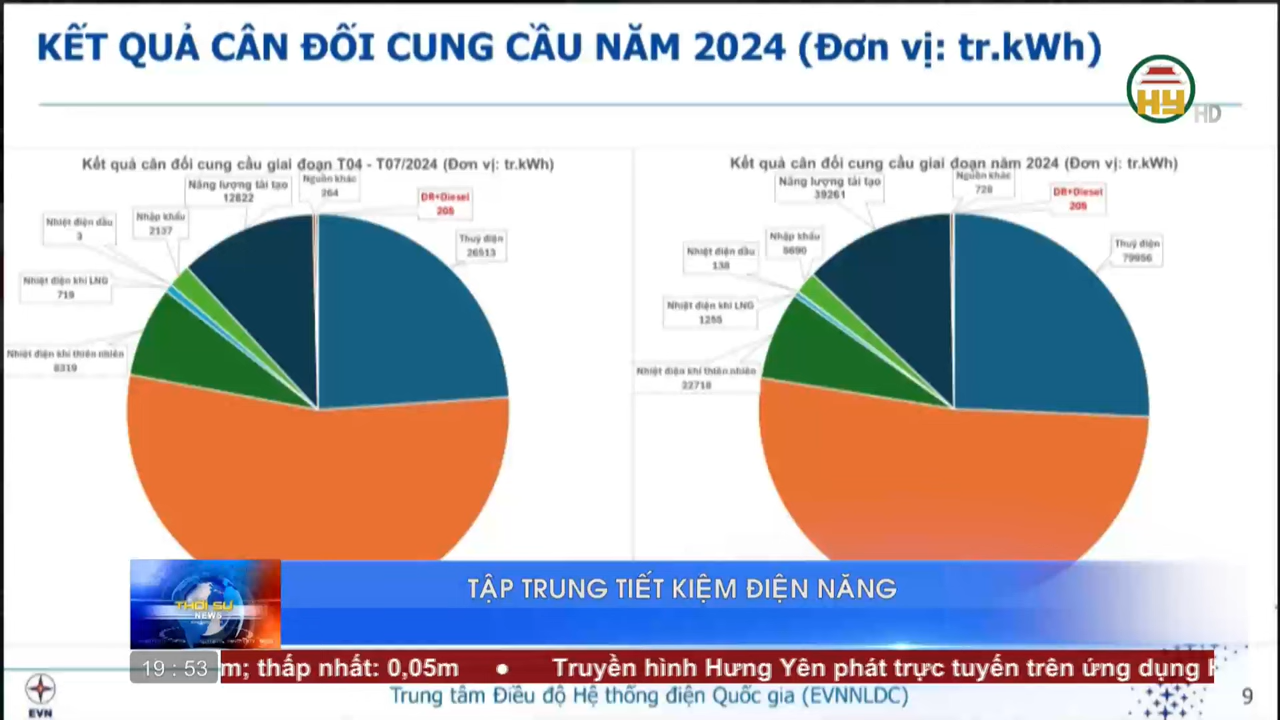 KẾT QUẢ CÂN ĐỐI CUNG CẦU NĂM 2024 (Đơn vị: tr.kWh)
HY
HD
Kết quả cân đối cung cầu giai đoạn T04 - T07/2024 (Đơn vị: tr.kWh)
Nguồn khác
264
Năng lượng tái tạo
12822
DR+Diesel
205
Nhập khẩu
2137
Nhiệt điện dầu
3
Thuỷ điện
26513
Nhiệt điện khí LNG
719
Nhiệt điện khí thiên nhiên
8319
Kết quả cân đối cung cầu giai đoạn năm 2024 (Đơn vị: tr.kWh)
Nguồn khác
728
Năng lượng tái tạo
39261
DR+Diesel
205
Nhập khẩu
Nhiệt điện dầu
138
Thuỷ điện
79956
Nhiệt điện khí LNG
Nhiệt điện khí thiên nhiên
22718
THỜI SỰ
NEWS
TẬP TRUNG TIẾT KIỆM ĐIỆN NĂNG
19 : 53
m; thấp nhất: 0,05m ● Truyền hình Hưng Yên phát trực tuyến trên ứng dụng
EVN
Trung tâm Điều độ Hệ thống điện Quốc gia (EVNNLDC)
9